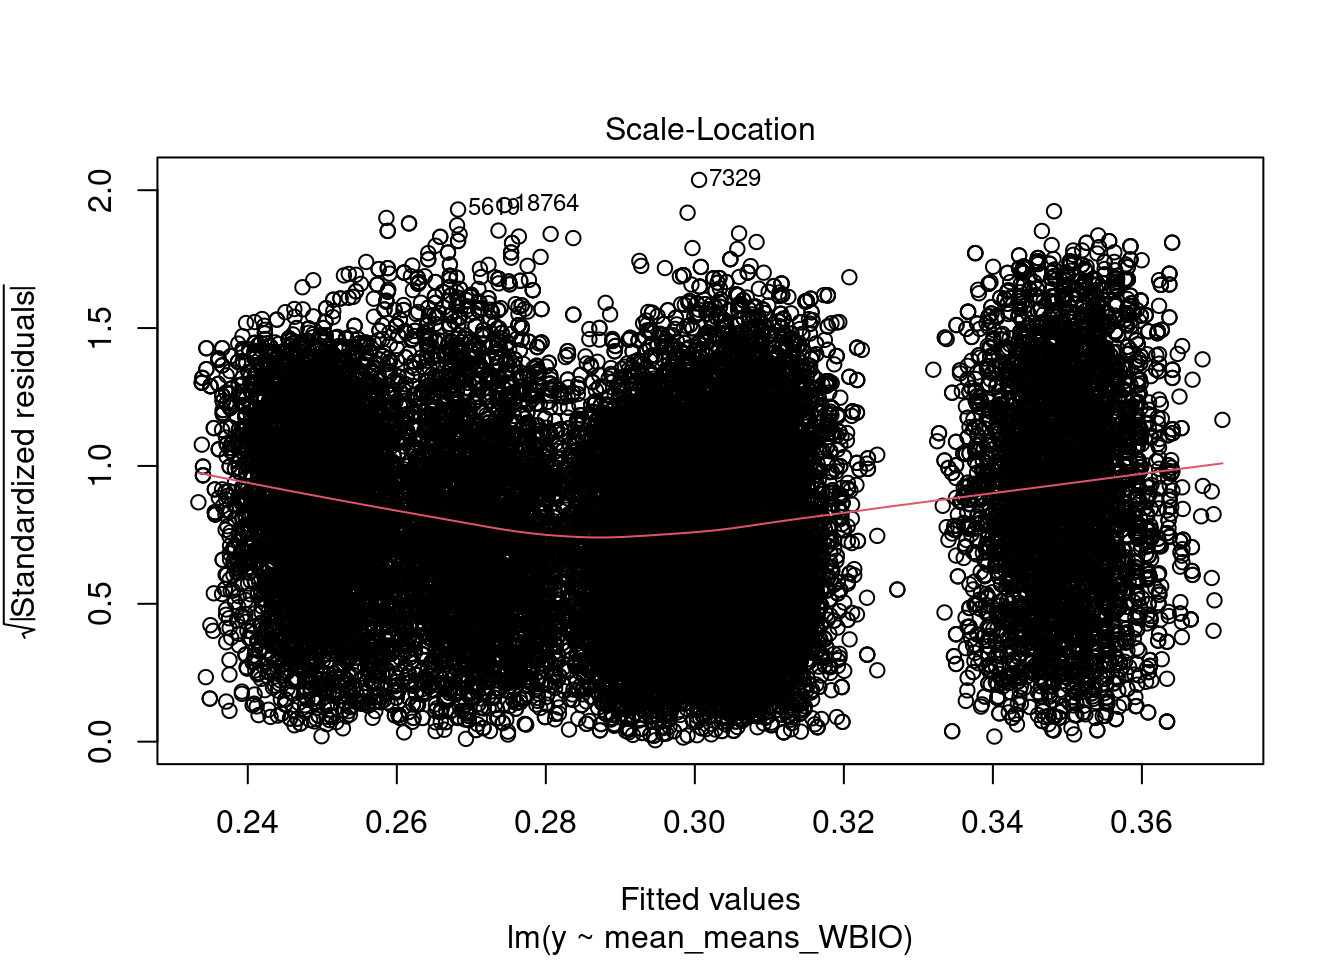 Scale-Location
√|Standardized residuals|
2.0
1.5
1.0
0.5
0.0
7329
5619
18764
0.24 0.26 0.28 0.30 0.32 0.34 0.36
Fitted values
lm(y ~ mean_means_WBIO)